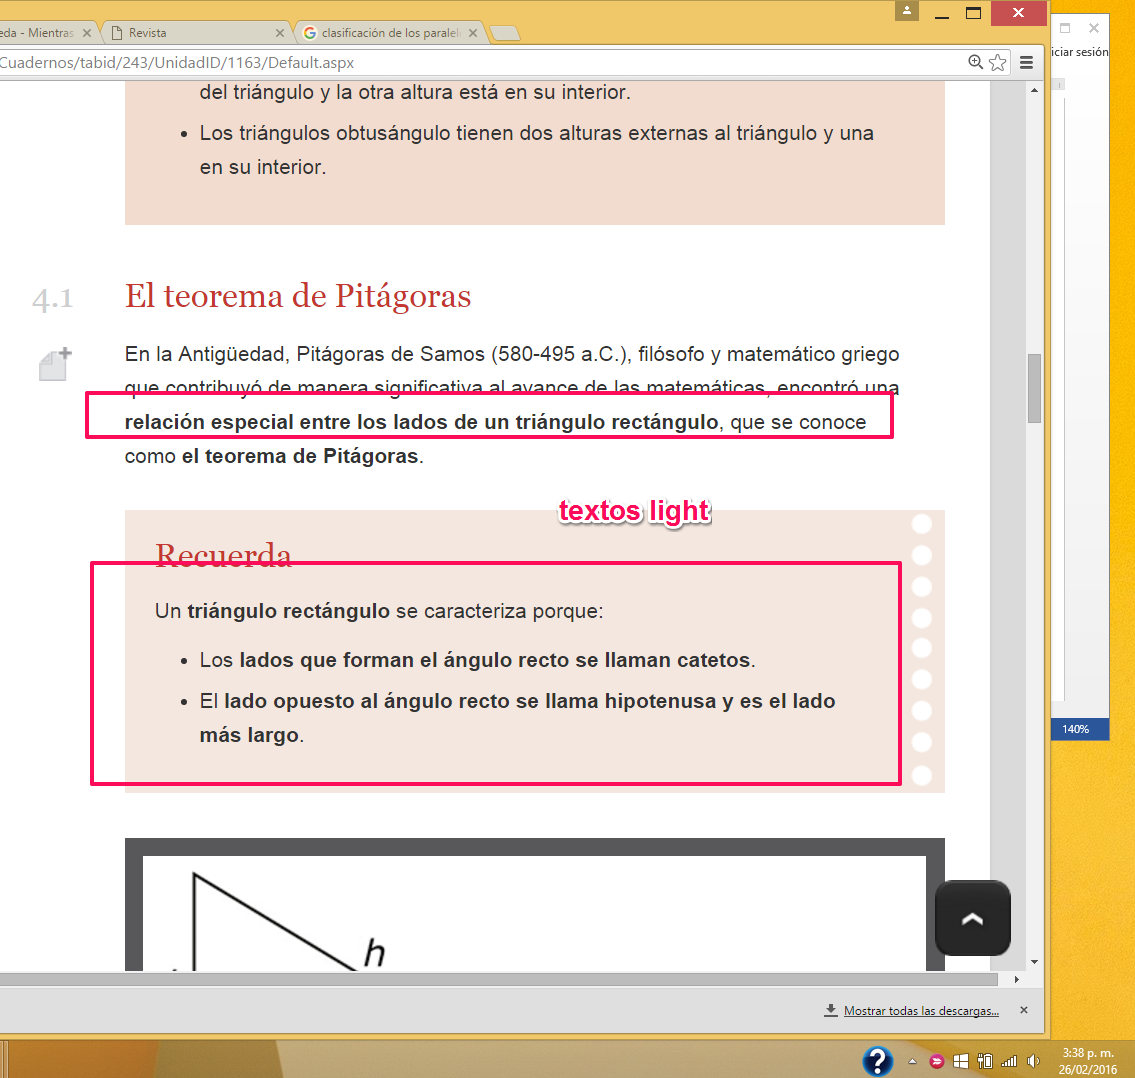 eda - Mientras
Revista
clasificación de los paralel
iciar sesión
Cuadernos/tabid/243/UnidadID/1163/Default.aspx
del triángulo y la otra altura está en su interior.
• Los triángulos obtusángulo tienen dos alturas externas al triángulo y una
en su interior.
4.1
El teorema de Pitágoras
En la Antigüedad, Pitágoras de Samos (580-495 a.C.), filósofo y matemático griego
que contribuyó de manera significativa al avance de las matemáticas, encontró una
relación especial entre los lados de un triángulo rectángulo, que se conoce
como el teorema de Pitágoras.
textos light
Recuerda
Un triángulo rectángulo se caracteriza porque:
• Los lados que forman el ángulo recto se llaman catetos.
• El lado opuesto al ángulo recto se llama hipotenusa y es el lado
más largo.
140%
h
Mostrar todas las descargas...
3:38 p. m.
26/02/2016